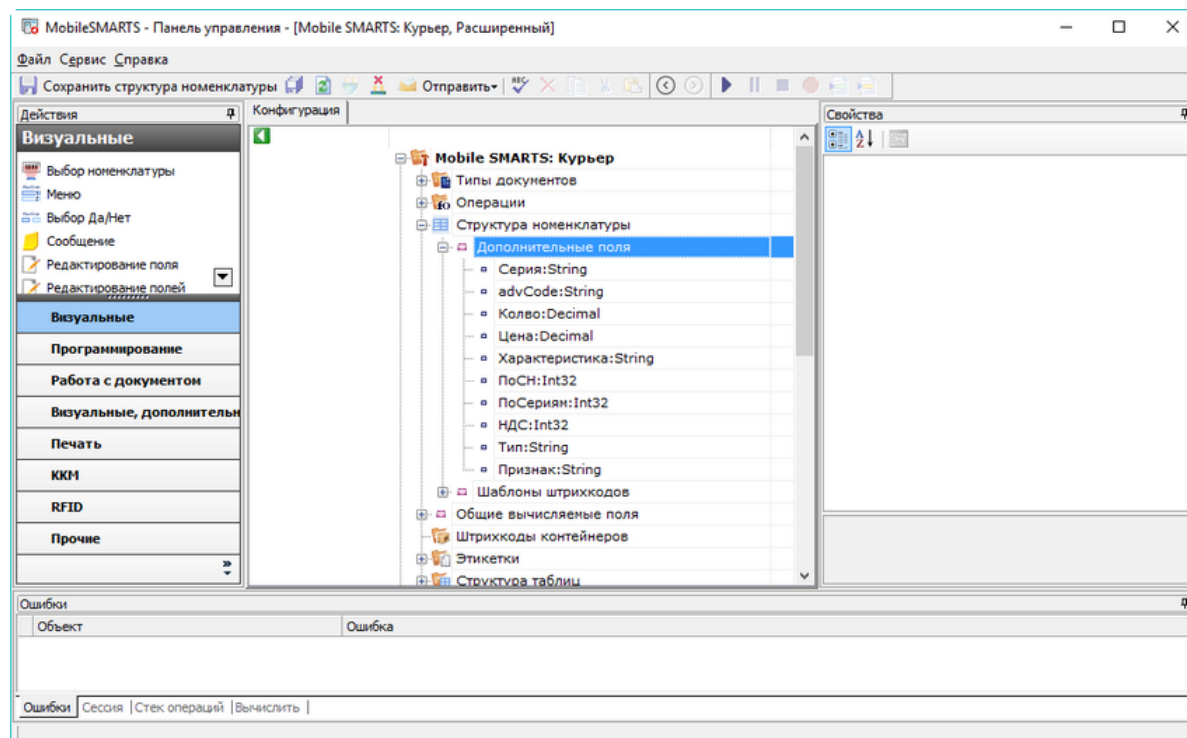 MobileSMARTS - Панель управления - [Mobile SMARTS: Курьер, Расширенный]
Файл Сервис Справка
Сохранить структура номенклатуры Отправить
Действия
Визуальные
Выбор номенклатуры
Меню
Выбор Да/Нет
Сообщение
Редактирование поля
Редактирование полей
Визуальные
Программирование
Работа с документом
Визуальные, дополнительн
Печать
ККМ
RFID
Прочие
Конфигурация
Mobile SMARTS: Курьер
Типы документов
Операции
Структура номенклатуры
Дополнительные поля
Серия:String
advCode:String
Колво:Decimal
Цена:Decimal
Характеристика:String
ПоСН:Int32
ПоСериям:Int32
НДС:Int32
Тип:String
Признак:String
Шаблоны штрихкодов
Общие вычисляемые поля
Штрихкоды контейнеров
Этикетки
Структура таблиц
Свойства
Ошибки
Объект Ошибка
Ошибки Сессия Стек операций Вычислить